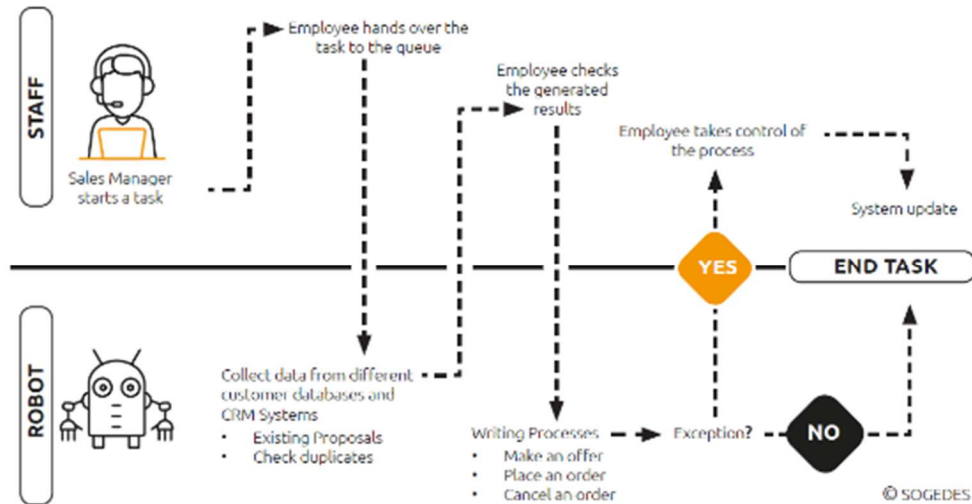 STAFF
Sales Manager
starts a task
Employee hands over the
task to the queue
Employee checks
the generated
results
Employee takes control of
the process
System update
YES
END TASK
ROBOT
Collect data from different
customer databases and
CRM Systems
• Existing Proposals
• Check duplicates
Writing Processes
• Make an offer
• Place an order
• Cancel an order
Exception?
NO
© SOGEDES